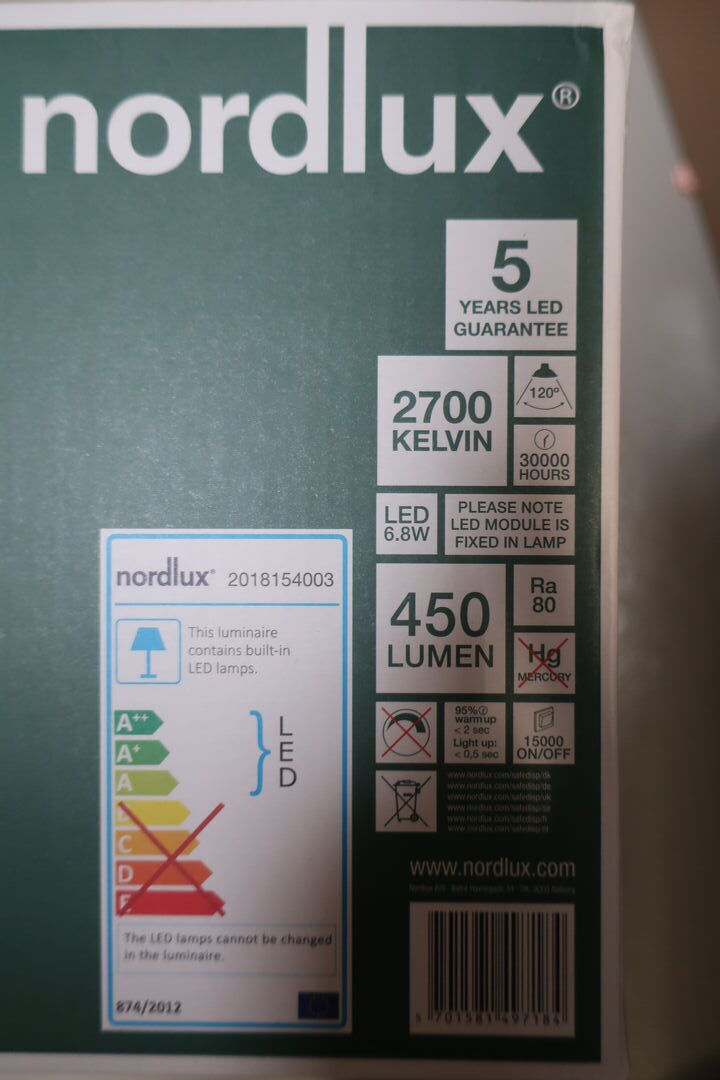 nordlux®
5
YEARS LED
GUARANTEE
2700
KELVIN
120°
30000
HOURS
LED
6.8W
PLEASE NOTE
LED MODULE IS
FIXED IN LAMP
450
LUMEN
Ra
80
Hg
MERCURY
95%
warm up
< 2 sec
Light up:
< 0,5 sec
15000
ON/OFF
www.nordlux.com/safedisp/dk
www.nordlux.com/safedisp/de
www.nordlux.com/safedisp/uk
www.nordlux.com/safedisp/se
www.nordlux.com/safedisp/fr
www.nordlux.com/safedisp/nl
www.nordlux.com
5 701581 497184
nordlux® 2018154003
This luminaire
contains built-in
LED lamps.
A++
A+
A
LED
C
D
The LED lamps cannot be changed
in the luminaire.
874/2012